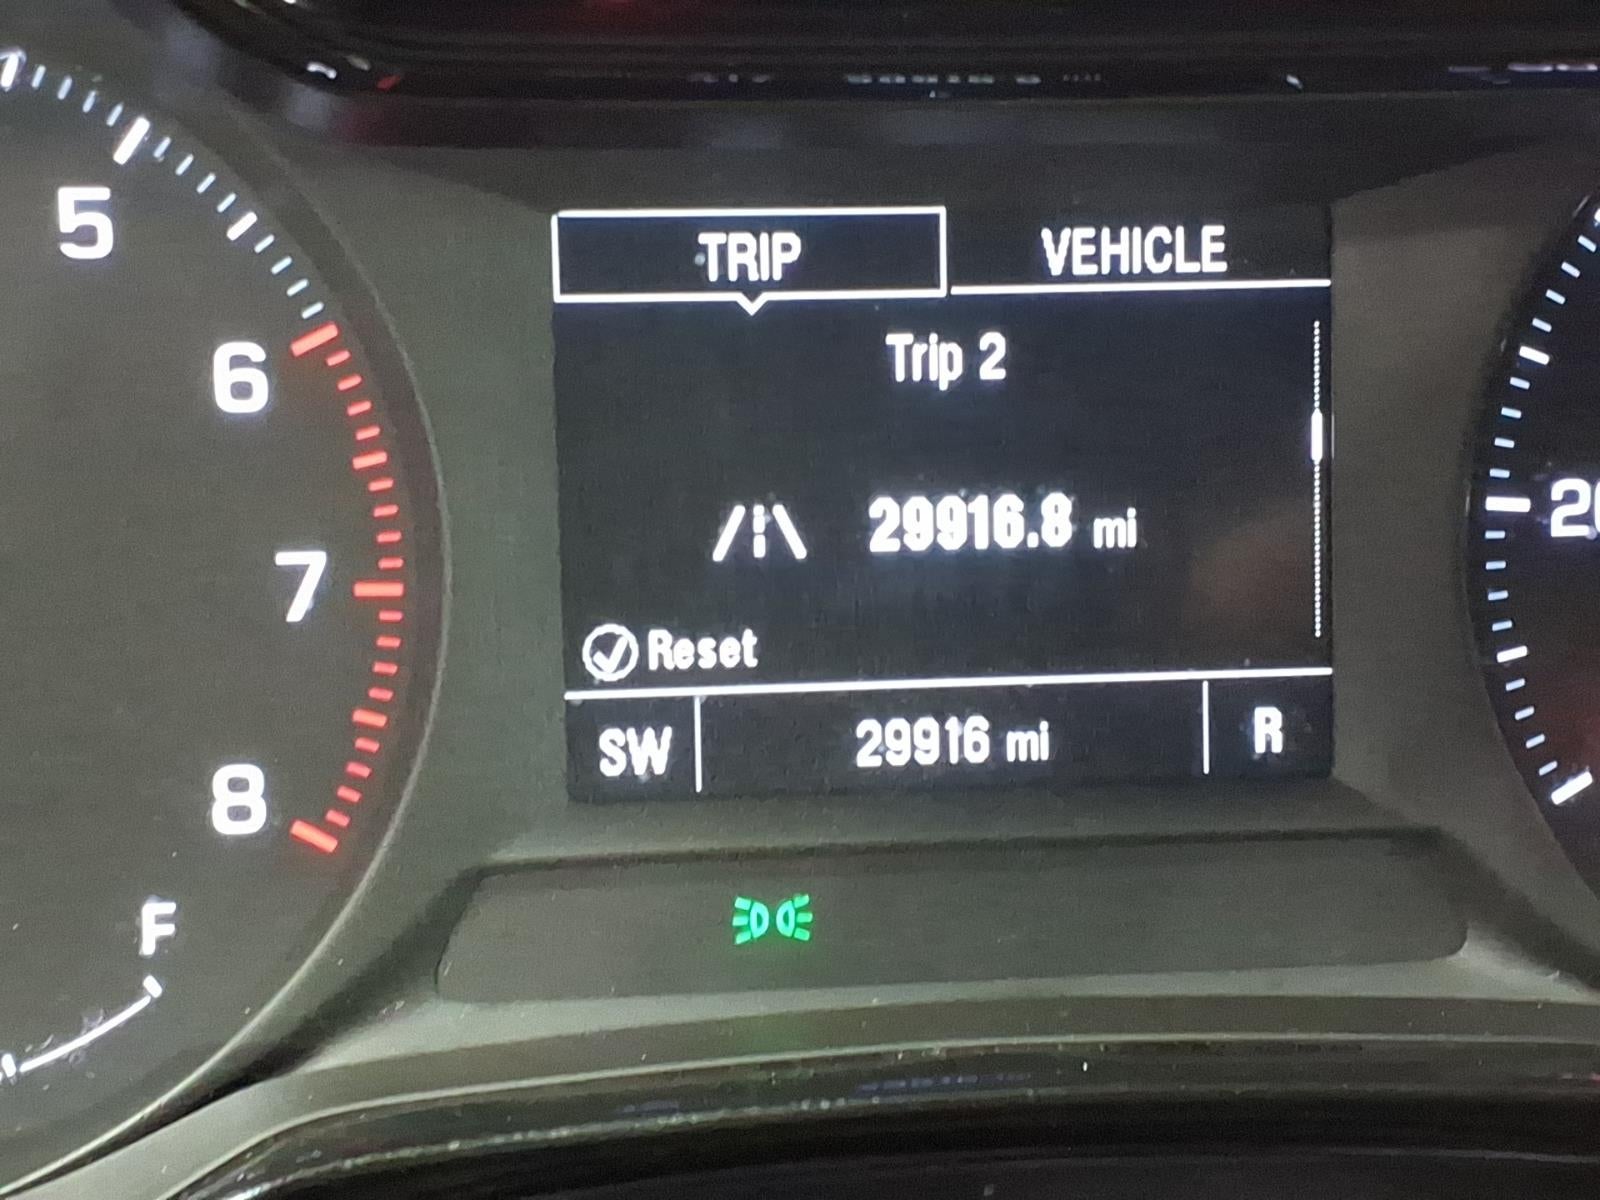 TRIP VEHICLE
Trip 2
29916.8 mi
Reset
SW 29916 mi R
5
6
7
8
F